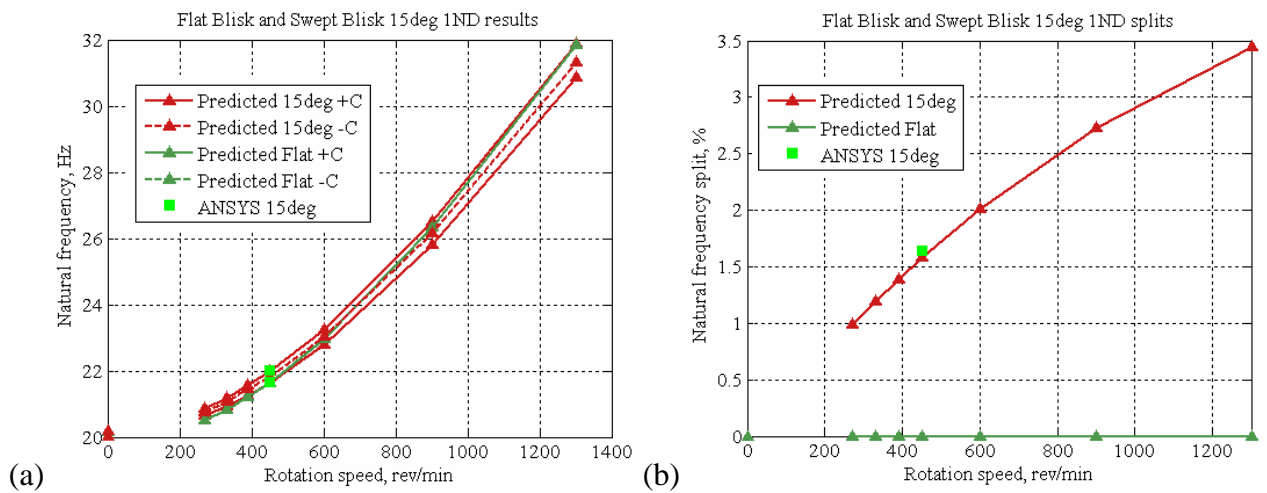 Flat Blisk and Swept Blisk 15deg 1ND results
32
30
28
26
24
22
20
Natural frequency, Hz
Predicted 15deg +C
Predicted 15deg -C
Predicted Flat +C
Predicted Flat -C
ANSYS 15deg
0 200 400 600 800 1000 1200 1400
Rotation speed, rev/min
(a)
Flat Blisk and Swept Blisk 15deg 1ND splits
3.5
3
2.5
2
1.5
1
0.5
0
Natural frequency split, %
Predicted 15deg
Predicted Flat
ANSYS 15deg
0 200 400 600 800 1000 1200
Rotation speed, rev/min
(b)